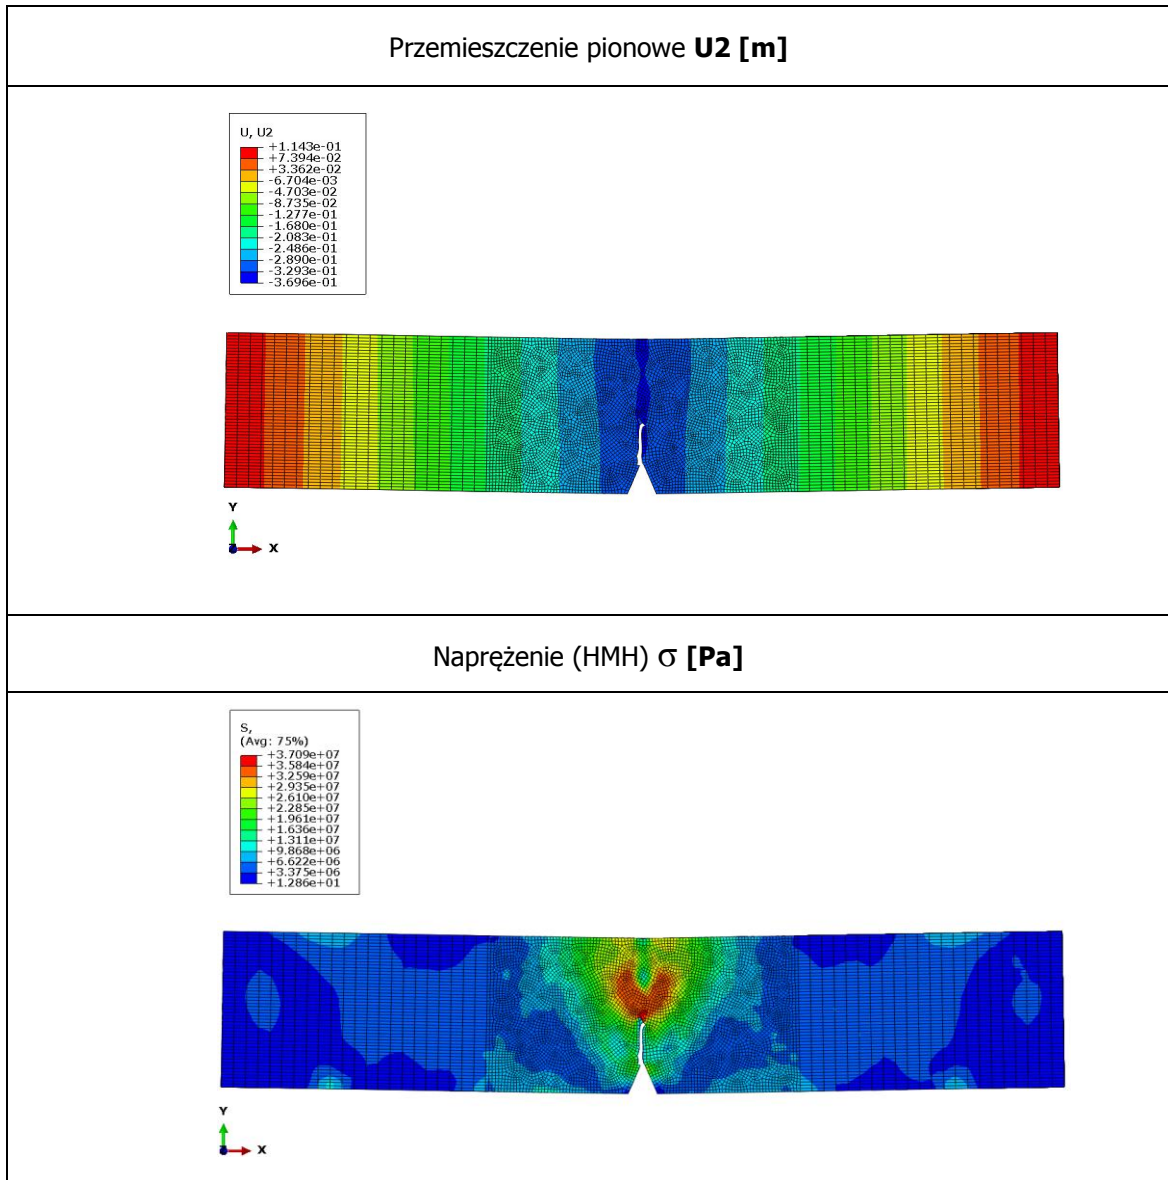 Przemieszczenie pionowe U2 [m]
U, U2
+1.143e-01
+7.394e-02
+3.362e-02
-6.704e-03
-4.703e-02
-8.735e-02
-1.277e-01
-1.680e-01
-2.083e-01
-2.486e-01
-2.890e-01
-3.293e-01
-3.696e-01
Y
X
Naprężenie (HMH) σ [Pa]
S,
(Avg: 75%)
+3.709e+07
+3.584e+07
+3.259e+07
+2.935e+07
+2.610e+07
+2.285e+07
+1.961e+07
+1.636e+07
+1.311e+07
+9.868e+06
+6.622e+06
+3.375e+06
+1.286e+01
Y
X